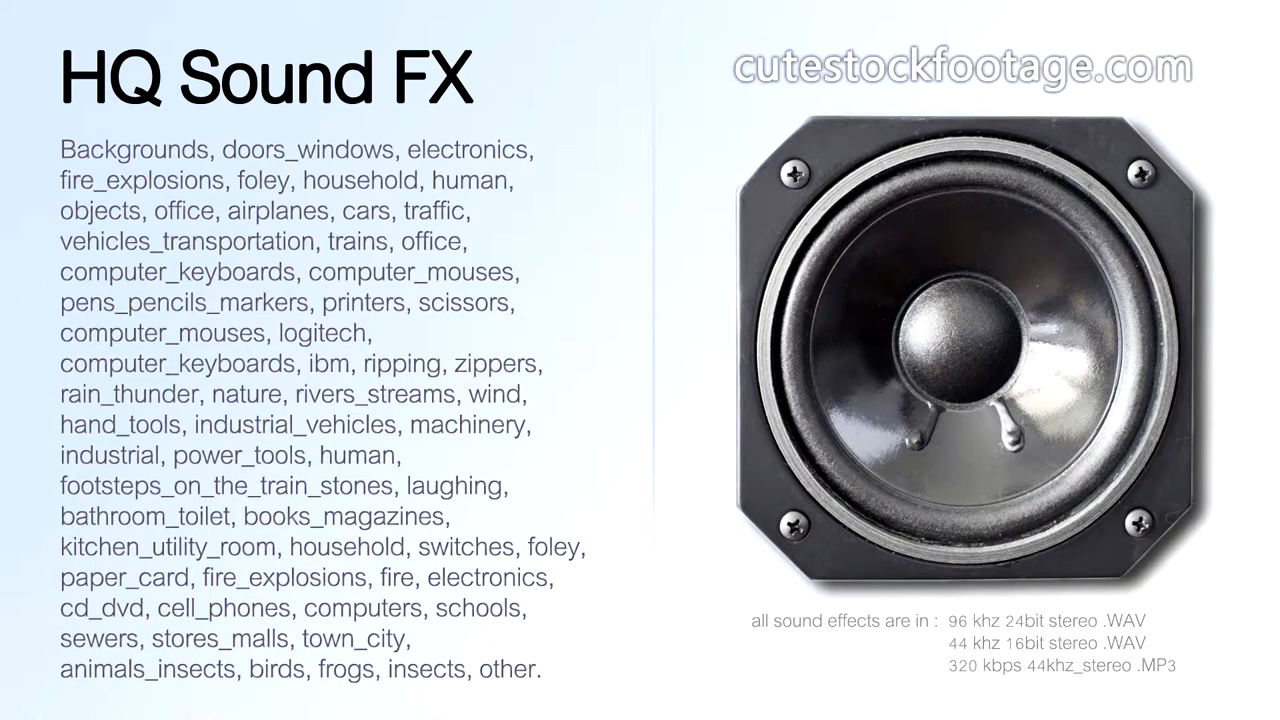 HQ Sound FX
cutestockfootage.com
Backgrounds, doors_windows, electronics,
fire_explosions, foley, household, human,
objects, office, airplanes, cars, traffic,
vehicles_transportation, trains, office,
computer_keyboards, computer_mouses,
pens_pencils_markers, printers, scissors,
computer_mouses, logitech,
computer_keyboards, ibm, ripping, zippers,
rain_thunder, nature, rivers_streams, wind,
hand_tools, industrial_vehicles, machinery,
industrial, power_tools, human,
footsteps_on_the_train_stones, laughing,
bathroom_toilet, books_magazines,
kitchen_utility_room, household, switches, foley,
paper_card, fire_explosions, fire, electronics,
cd_dvd, cell_phones, computers, schools,
sewers, stores_malls, town_city,
animals_insects, birds, frogs, insects, other.
all sound effects are in : 96 khz 24bit stereo .WAV
44 khz 16bit stereo .WAV
320 kbps 44khz_stereo .MP3